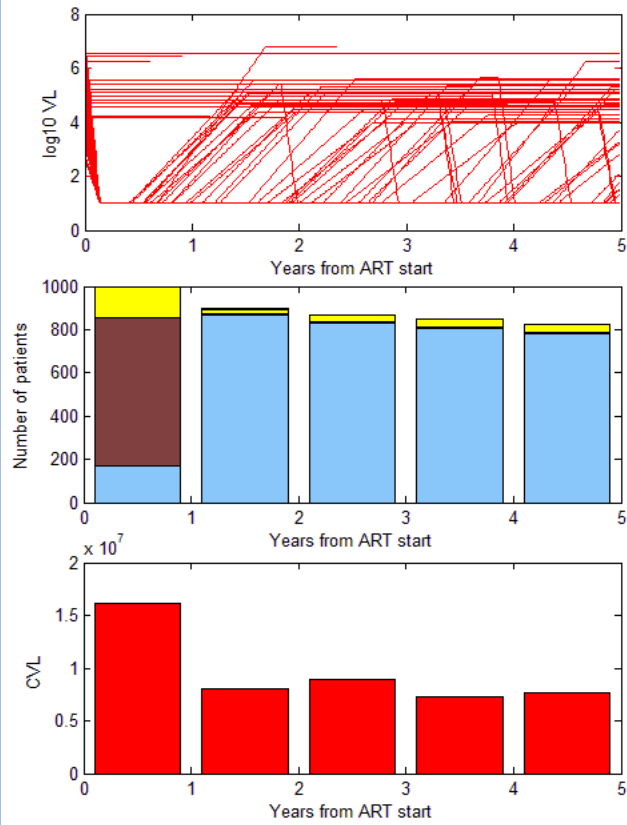 8
6
4
2
0
log10 VL
0 1 2 3 4 5
Years from ART start
1000
800
600
400
200
0
Number of patients
0 1 2 3 4 5
Years from ART start
x 10^7
2
1.5
1
0.5
0
CVL
0 1 2 3 4 5
Years from ART start